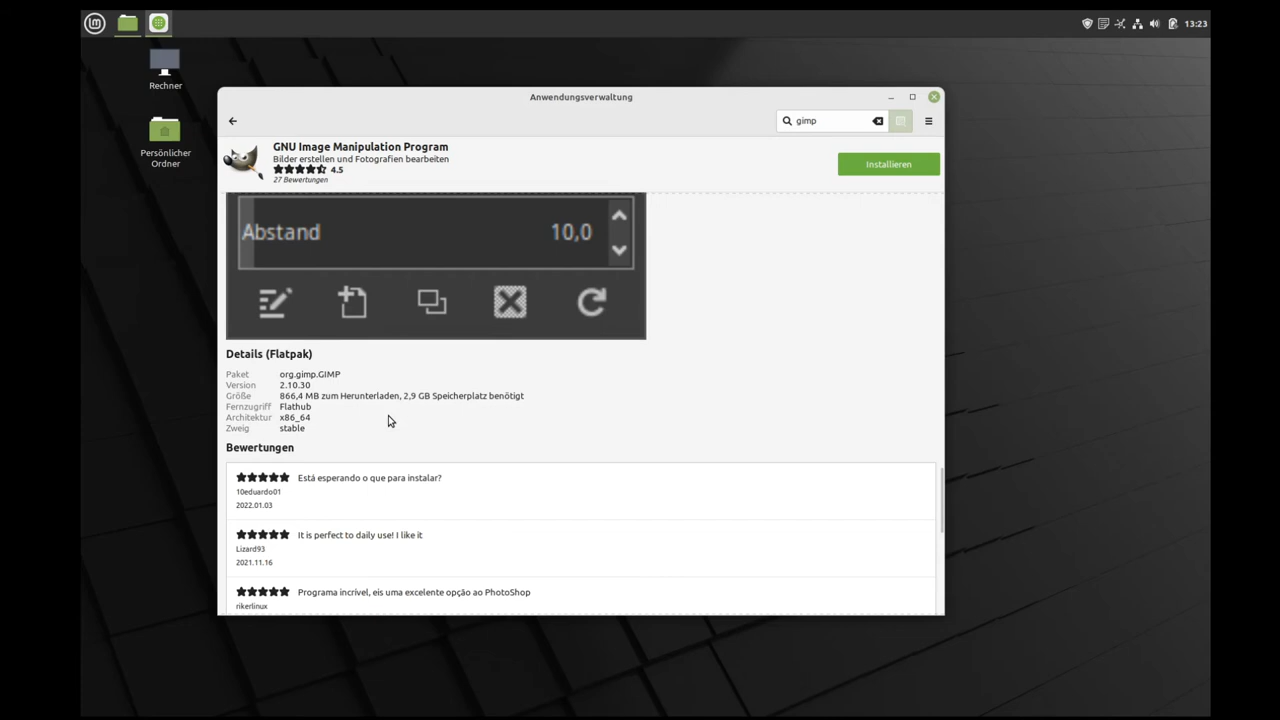 13:23
Rechner
Persönlicher
Ordner
Anwendungsverwaltung
gimp
GNU Image Manipulation Program
Bilder erstellen und Fotografien bearbeiten
4.5
27 Bewertungen
Installieren
Abstand 10,0
Details (Flatpak)
Paket org.gimp.GIMP
Version 2.10.30
Größe 866,4 MB zum Herunterladen, 2,9 GB Speicherplatz benötigt
Fernzugriff Flathub
Architektur x86_64
Zweig stable
Bewertungen
Está esperando o que para instalar?
10eduardo01
2022.01.03
It is perfect to daily use! I like it
Lizard93
2021.11.16
Programa incrível, eis uma excelente opção ao PhotoShop
rikerlinux